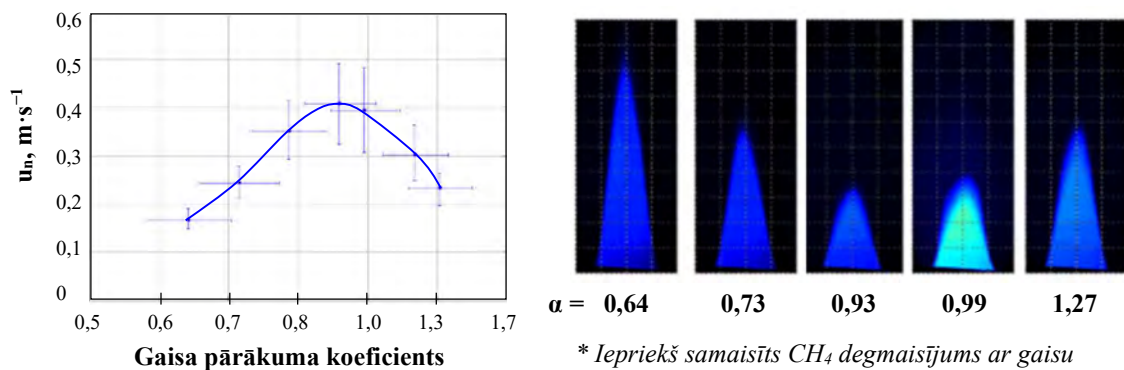 0,6
0,5
0,4
0,3
0,2
0,1
0
uₙ, m·s⁻¹
0,5 0,6 0,7 0,8 1,0 1,3 1,7
Gaisa pārākuma koeficients
α = 0,64 0,73 0,93 0,99 1,27
* Iepriekš samaisīts CH₄ degmaisījums ar gaisu